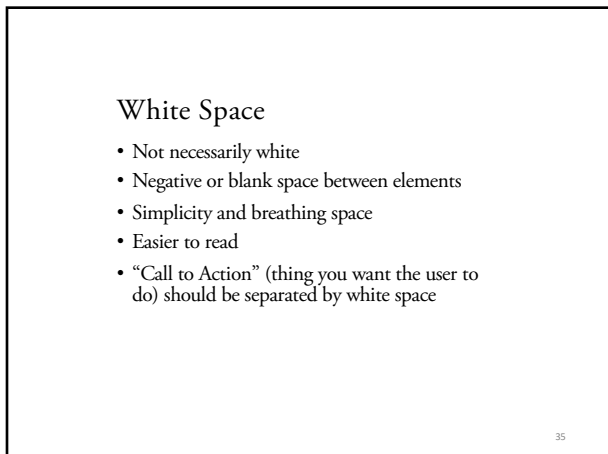 White Space
• Not necessarily white
• Negative or blank space between elements
• Simplicity and breathing space
• Easier to read
• “Call to Action” (thing you want the user to
do) should be separated by white space
35